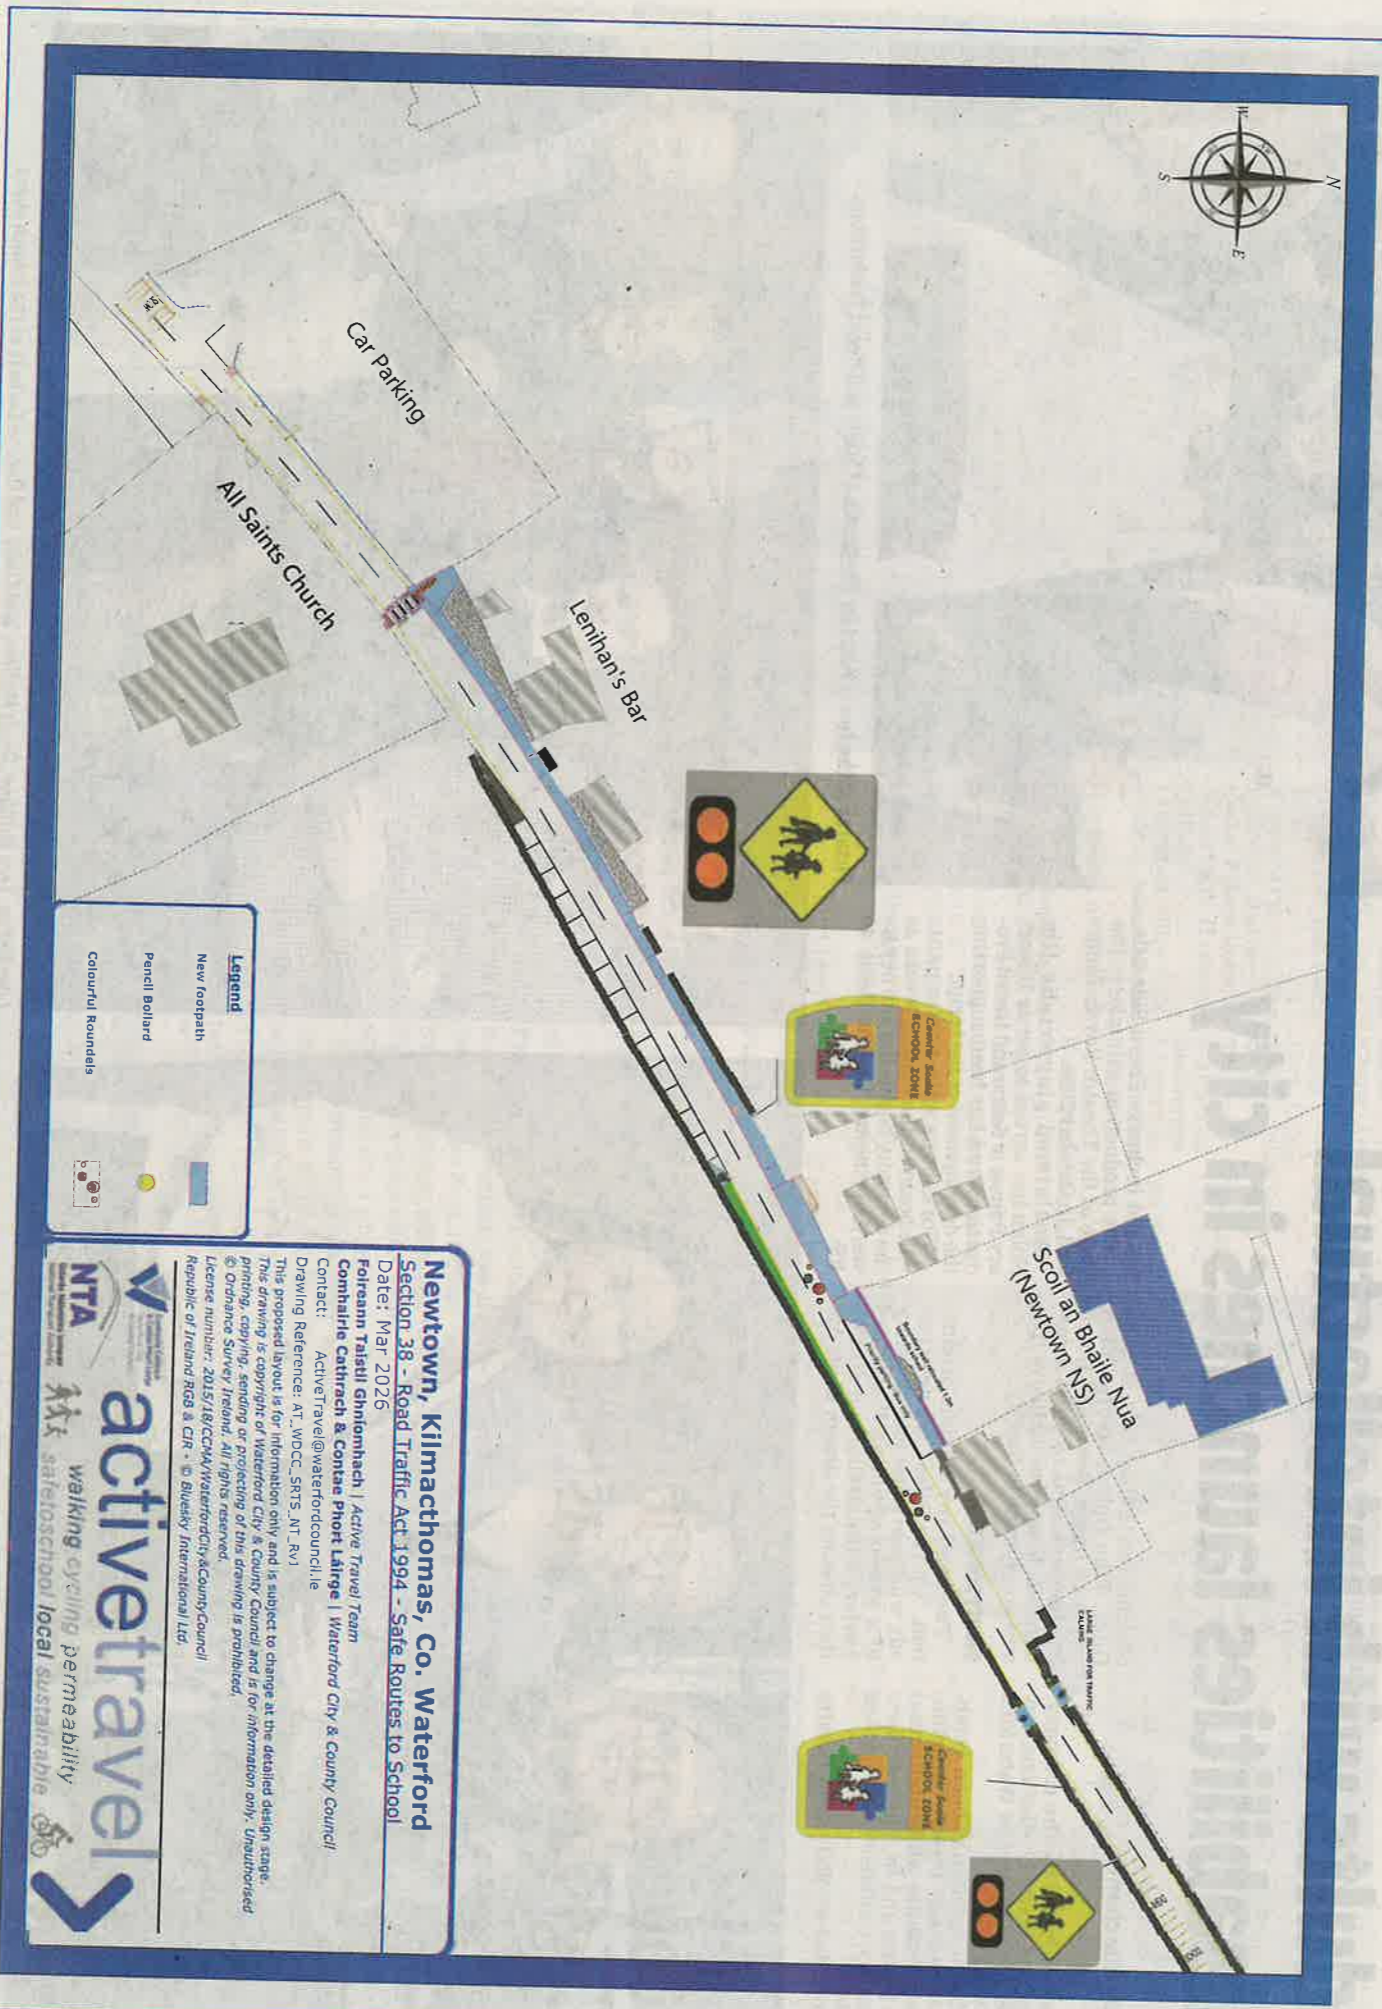 N
W
E
S
Car Parking
All Saints Church
Lenihan's Bar
SCHOOL ZONE
Scoil an Bhaile Nua
(Newtown NS)
LARGE ISLAND FOR TRAFFIC
CALMING
SCHOOL ZONE
Legend
New footpath
Pencil Bollard
Colourful Roundels
Newtown, Kilmacthomas, Co. Waterford
Section 38 - Road Traffic Act 1994 - Safe Routes to School
Date: Mar 2026
Foireann Taistil Ghníomhach | Active Travel Team
Comhairle Cathrach & Contae Phort Láirge | Waterford City & County Council
Contact: ActiveTravel@waterfordcouncil.ie
Drawing Reference: AT_WDCC_SRTS_NT_Rv1
This proposed layout is for information only and is subject to change at the detailed design stage.
This drawing is copyright of Waterford City & County Council and is for information only. Unauthorised
printing, copying, sending or projecting of this drawing is prohibited.
© Ordnance Survey Ireland. All rights reserved.
License number: 2015/18/CCMA/WaterfordCity&CountyCouncil
Republic of Ireland RGB & CIR - © Bluesky International Ltd.
NTA
activetravel
walking cycling permeability
safetoschool local sustainable